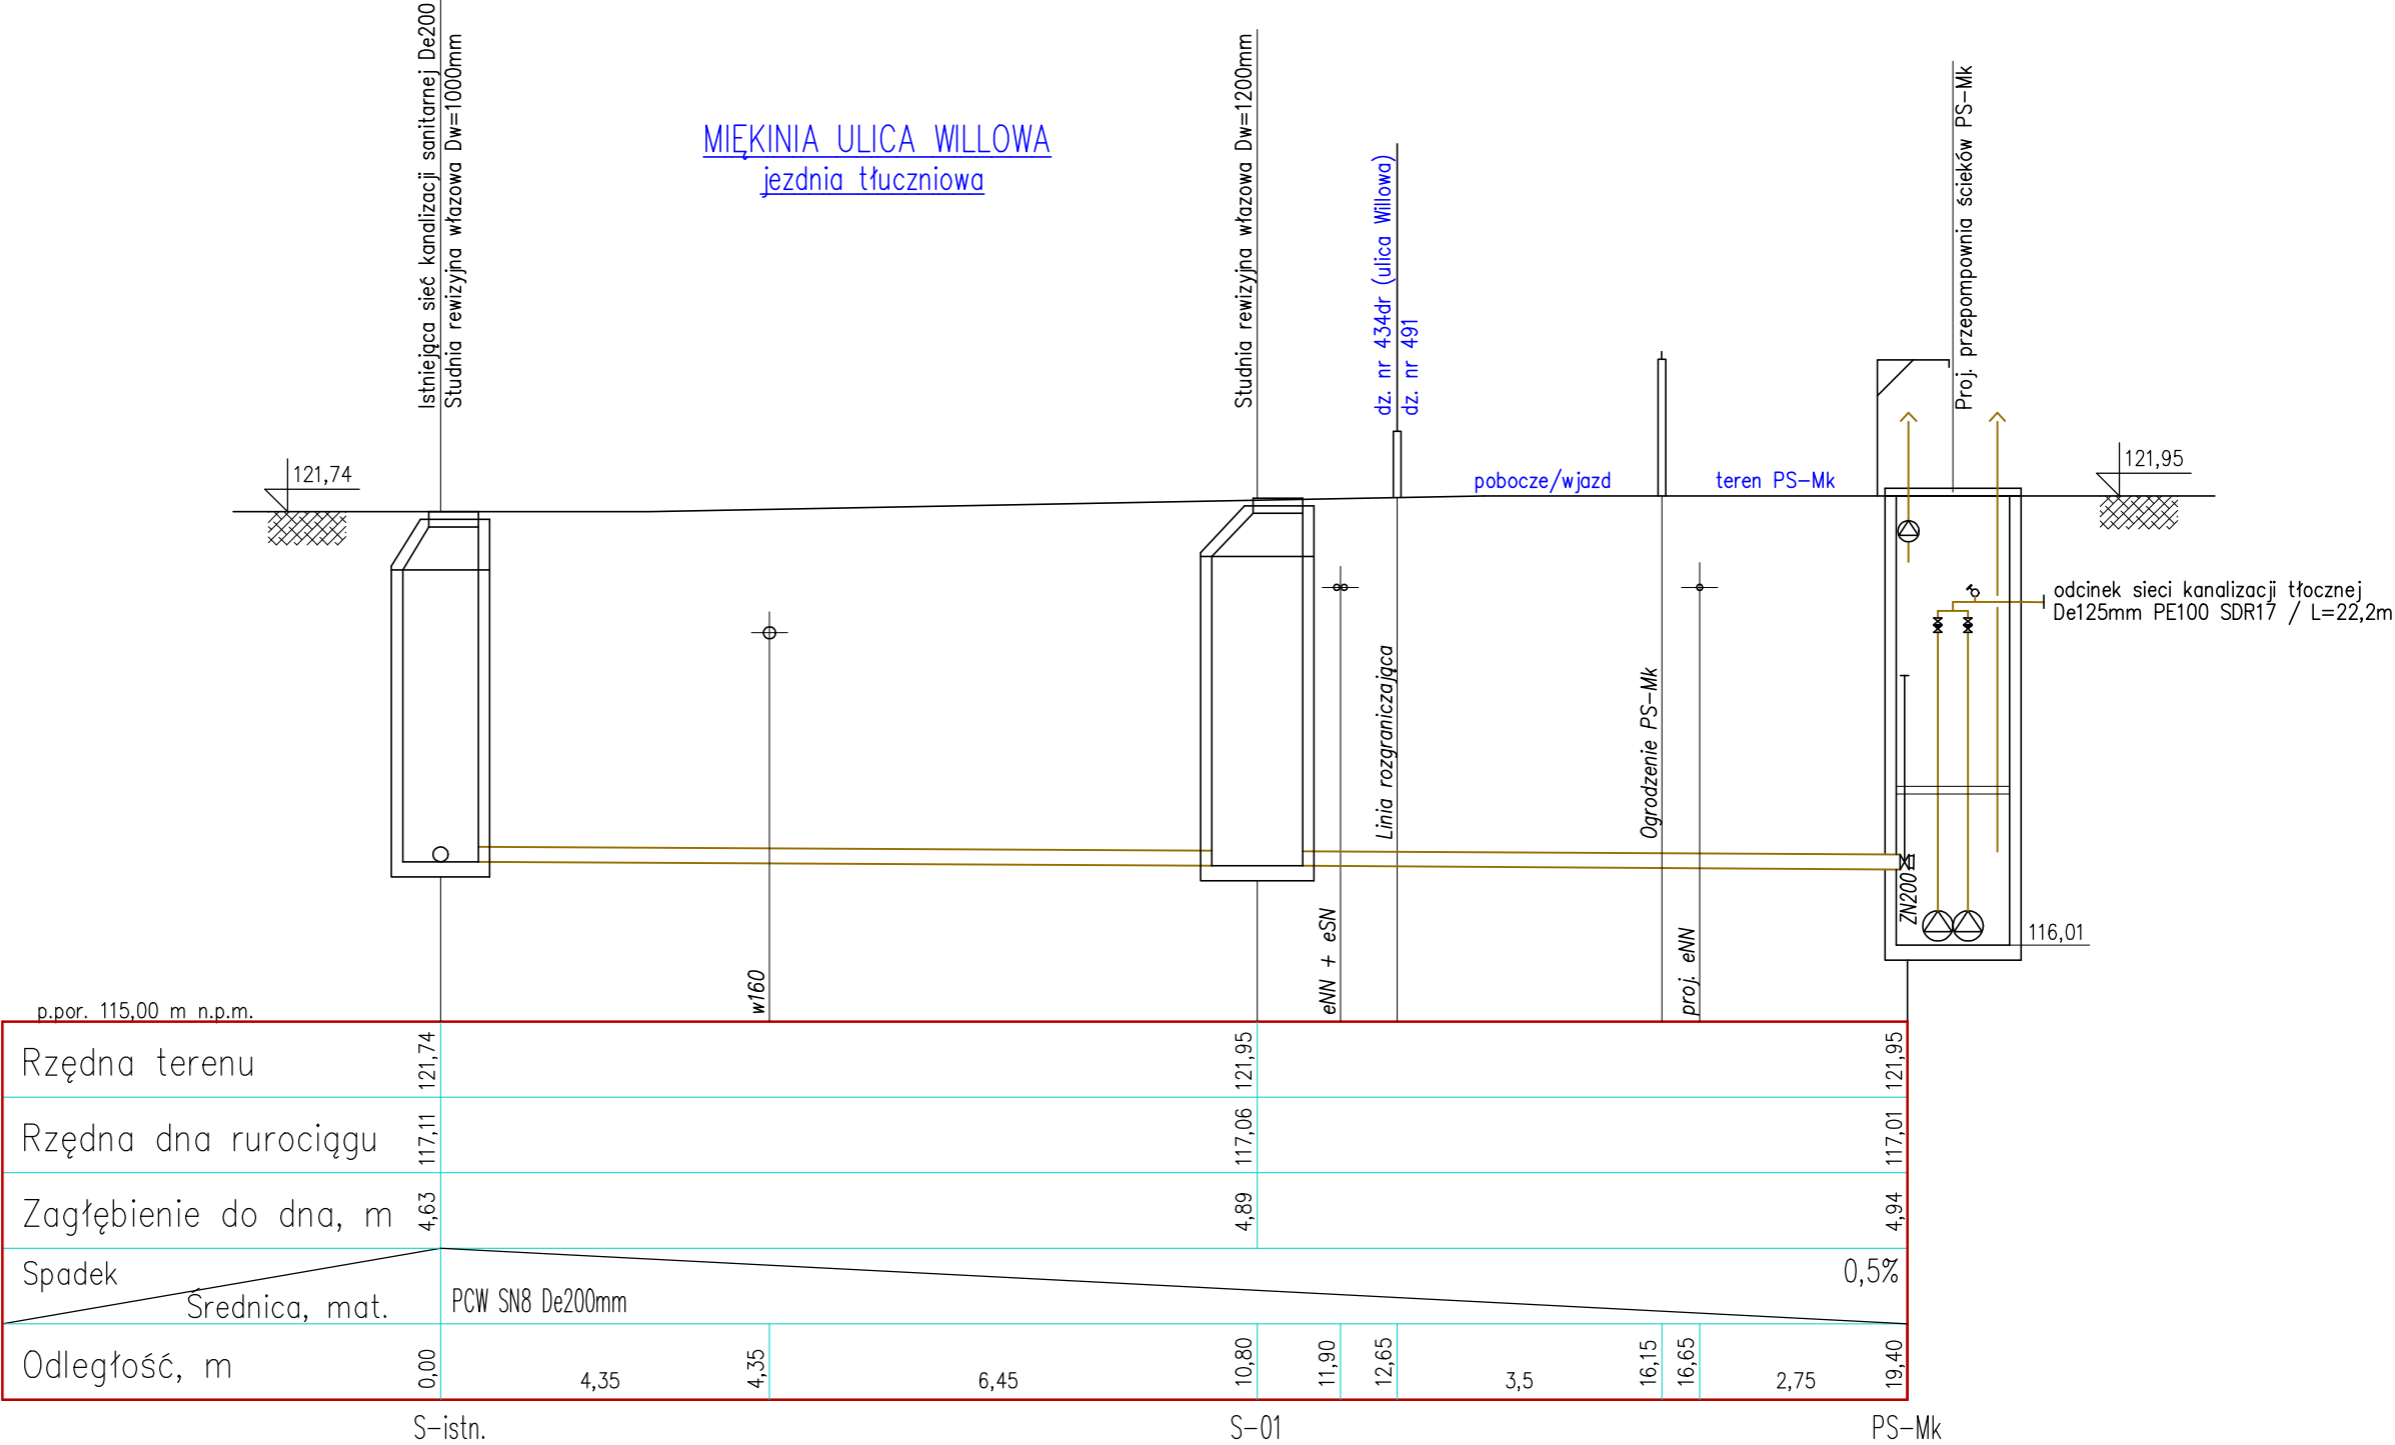 Istniejąca sieć kanalizacji sanitarnej De200
Studnia rewizyjna włazowa Dw=1000mm
MIĘKINIA ULICA WILLOWA
jezdnia tłuczniowa
Studnia rewizyjna włazowa Dw=1200mm
dz. nr 434dr (ulica Willowa)
dz. nr 491
Proj. przepompownia ścieków PS-Mk
121,74
pobocze/wjazd
teren PS-Mk
121,95
odcinek sieci kanalizacji tłocznej
De125mm PE100 SDR17 / L=22,2m
Linia rozgraniczająca
Ogrodzenie PS-Mk
ZN200
116,01
w160
eNN + eSN
proj. eNN
p.por. 115,00 m n.p.m.
Rzędna terenu 121,74 121,95 121,95
Rzędna dna rurociągu 117,11 117,06 117,01
Zagłębienie do dna, m 4,63 4,89 4,94
Spadek 0,5%
Średnica, mat. PCW SN8 De200mm
Odległość, m 0,00 4,35 4,35 6,45 10,80 11,90 12,65 3,5 16,15 16,65 2,75 19,40
S-istn. S-01 PS-Mk